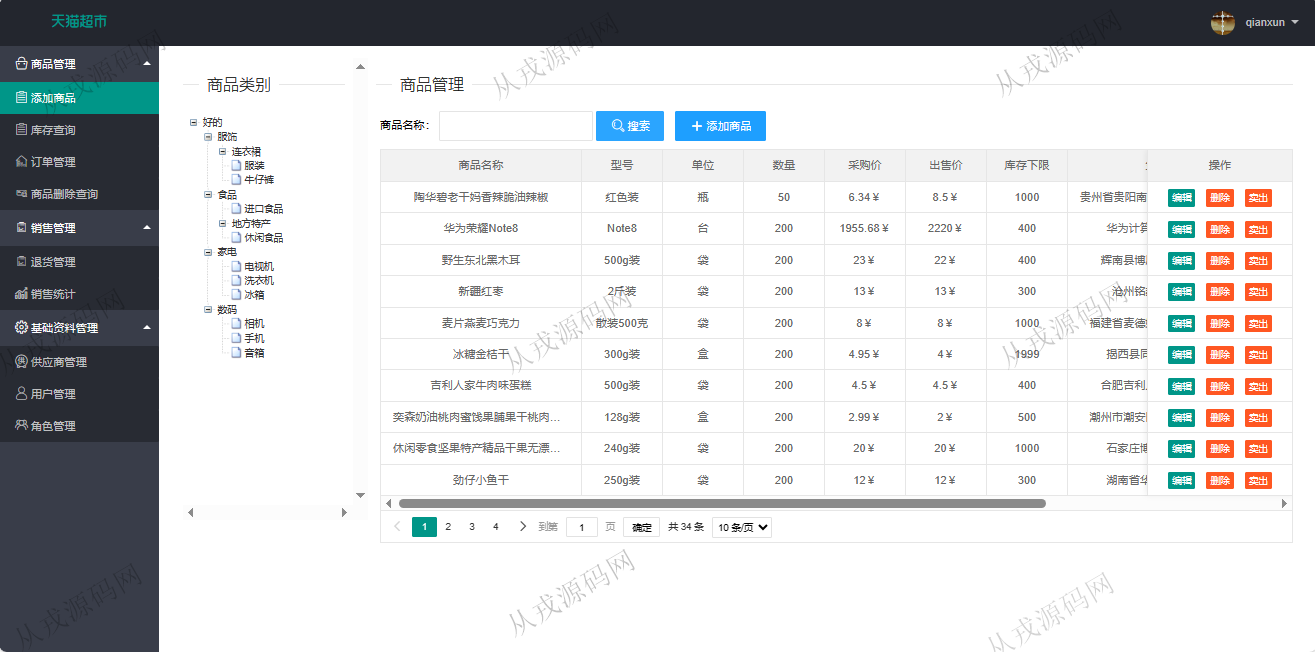 天猫超市
qianxun
商品管理
添加商品
库存查询
订单管理
商品删除查询
销售管理
退货管理
销售统计
基础资料管理
供应商管理
用户管理
角色管理
商品类别
好的
服饰
连衣裙
服装
牛仔裤
食品
进口食品
地方特产
休闲食品
家电
电视机
洗衣机
冰箱
数码
相机
手机
音箱
商品管理
商品名称: 搜索 添加商品
商品名称 型号 单位 数量 采购价 出售价 库存下限 操作
陶华碧老干妈香辣脆油辣椒 红色装 瓶 50 6.34¥ 8.5¥ 1000 贵州省贵阳南 编辑 删除 卖出
华为荣耀Note8 Note8 台 200 1955.68¥ 2220¥ 400 华为计算 编辑 删除 卖出
野生东北黑木耳 500g装 袋 200 23¥ 22¥ 400 辉南县博 编辑 删除 卖出
新疆红枣 2斤装 袋 200 13¥ 13¥ 300 沧州铭 编辑 删除 卖出
麦片燕麦巧克力 散装500克 袋 200 8¥ 8¥ 1000 福建省麦德 编辑 删除 卖出
冰糖金桔干 300g装 盒 200 4.95¥ 4¥ 1999 揭西县同 编辑 删除 卖出
吉利人家牛肉味蛋糕 500g装 袋 200 4.5¥ 4.5¥ 400 合肥吉利 编辑 删除 卖出
奕森奶油桃肉蜜饯果脯果干桃肉... 128g装 盒 200 2.99¥ 2¥ 500 潮州市潮安 编辑 删除 卖出
休闲零食坚果特产精品干果无漂... 240g装 袋 200 20¥ 20¥ 1000 石家庄博 编辑 删除 卖出
劲仔小鱼干 250g装 袋 200 12¥ 12¥ 300 湖南省华 编辑 删除 卖出
1 2 3 4 到第 1 页 确定 共 34 条 10 条/页
从戎源码网
从戎源码网
从戎源码网
从戎源码网
从戎源码网
从戎源码网
从戎源码网
从戎源码网
从戎源码网